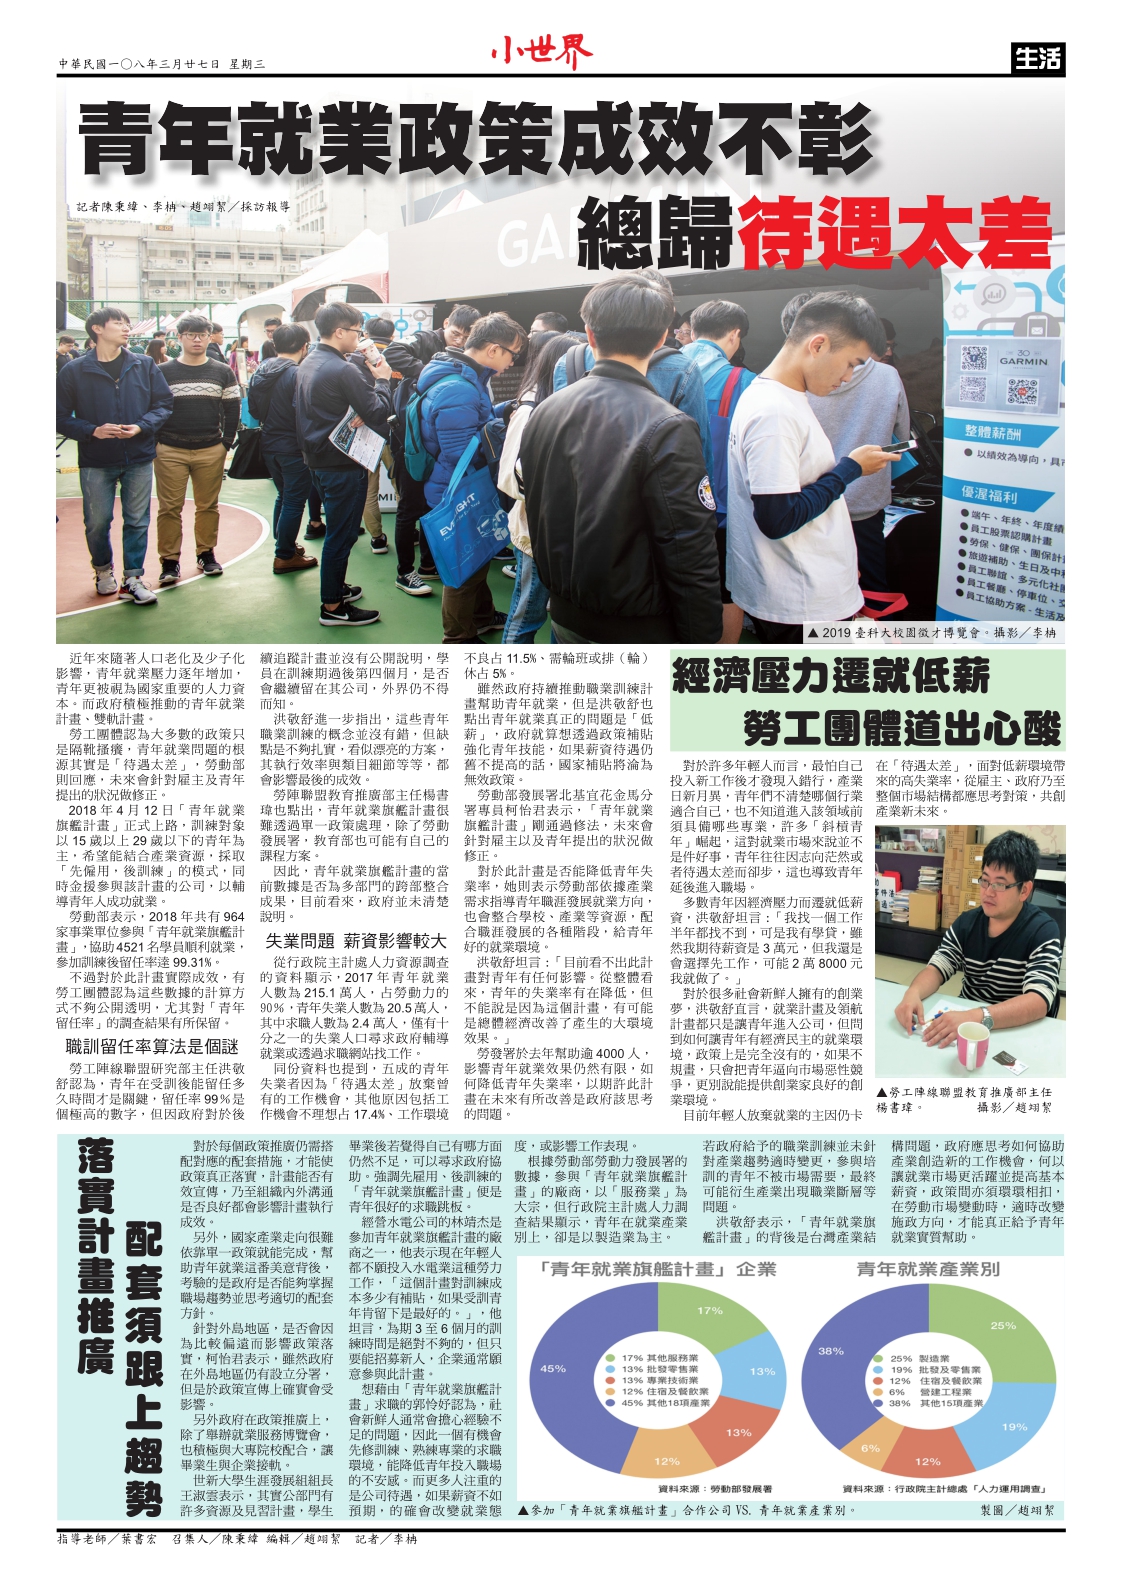 中華民國一〇八年三月廿七日 星期三
小世界
生活
青年就業政策成效不彰
總歸待遇太差
記者陳秉緯、李枏、趙翊絜／採訪報導
GARMIN
30
GARMIN
整體薪酬
● 以績效為導向，具
優渥福利
● 端午、年終、年度績
● 員工股票認購計畫
● 勞保、健保、團保計
● 旅遊補助、生日及中秋
● 員工聯誼、多元化社團
● 員工餐廳、停車位、交
● 員工協助方案 - 生活及
EVERLIGHT
▲ 2019 臺科大校園徵才博覽會。攝影／李枏
近年來隨著人口老化及少子化
影響，青年就業壓力逐年增加，
青年更被視為國家重要的人力資
本。而政府積極推動的青年就業
計畫、雙軌計畫。
勞工團體認為大多數的政策只
是隔靴搔癢，青年就業問題的根
源其實是「待遇太差」，勞動部
則回應，未來會針對雇主及青年
提出的狀況做修正。
2018 年 4 月 12 日「青年就業
旗艦計畫」正式上路，訓練對象
以 15 歲以上 29 歲以下的青年為
主，希望能結合產業資源，採取
「先僱用，後訓練」的模式，同
時金援參與該計畫的公司，以輔
導青年人成功就業。
勞動部表示，2018 年共有 964
家事業單位參與「青年就業旗艦計
畫」，協助 4521 名學員順利就業，
參加訓練後留任率達 99.31%。
不過對於此計畫實際成效，有
勞工團體認為這些數據的計算方
式不夠公開透明，尤其對「青年
留任率」的調查結果有所保留。
職訓留任率算法是個謎
勞工陣線聯盟研究部主任洪敬
舒認為，青年在受訓後能留任多
久時間才是關鍵，留任率 99%是
個極高的數字，但因政府對於後
續追蹤計畫並沒有公開說明，學
員在訓練期過後第四個月，是否
會繼續留在其公司，外界仍不得
而知。
洪敬舒進一步指出，這些青年
職業訓練的概念並沒有錯，但缺
點是不夠扎實，看似漂亮的方案，
其執行效率與類目細節等等，都
會影響最後的成效。
勞陣聯盟教育推廣部主任楊書
瑋也點出，青年就業旗艦計畫很
難透過單一政策處理，除了勞動
發展署，教育部也可能有自己的
課程方案。
因此，青年就業旗艦計畫的當
前數據是否為多部門的跨部整合
成果，目前看來，政府並未清楚
說明。
失業問題 薪資影響較大
從行政院主計處人力資源調查
的資料顯示，2017 年青年就業
人數為 215.1 萬人，占勞動力的
90%，青年失業人數為 20.5 萬人，
其中求職人數為 2.4 萬人，僅有十
分之一的失業人口尋求政府輔導
就業或透過求職網站找工作。
同份資料也提到，五成的青年
失業者因為「待遇太差」放棄曾
有的工作機會，其他原因包括工
作機會不理想占 17.4%、工作環境
不良占 11.5%、需輪班或排（輪）
休占 5%。
雖然政府持續推動職業訓練計
畫幫助青年就業，但是洪敬舒也
點出青年就業真正的問題是「低
薪」，政府就算想透過政策補貼
強化青年技能，如果薪資待遇仍
舊不提高的話，國家補貼將淪為
無效政策。
勞動部發展署北基宜花金馬分
署專員柯怡君表示，「青年就業
旗艦計畫」剛通過修法，未來會
針對雇主以及青年提出的狀況做
修正。
對於此計畫是否能降低青年失
業率，她則表示勞動部依據產業
需求指導青年職涯發展就業方向，
也會整合學校、產業等資源，配
合職涯發展的各種階段，給青年
好的就業環境。
洪敬舒坦言：「目前看不出此計
畫對青年有任何影響。從整體看
來，青年的失業率有在降低，但
不能說是因為這個計畫，有可能
是總體經濟改善了產生的大環境
效果。」
勞發署於去年幫助逾 4000 人，
影響青年就業效果仍然有限，如
何降低青年失業率，以期許此計
畫在未來有所改善是政府該思考
的問題。
經濟壓力遷就低薪
勞工團體道出心酸
對於許多年輕人而言，最怕自己
投入新工作後才發現入錯行，產業
日新月異，青年們不清楚哪個行業
適合自己，也不知道進入該領域前
須具備哪些專業，許多「斜槓青
年」崛起，這對就業市場來說並不
是件好事，青年往往因志向茫然或
者待遇太差而卻步，這也導致青年
延後進入職場。
多數青年因經濟壓力而遷就低薪
資，洪敬舒坦言：「我找一個工作
半年都找不到，可是我有學貸，雖
然我期待薪資是 3 萬元，但我還是
會選擇先工作，可能 2 萬 8000 元
我就做了。」
對於很多社會新鮮人擁有的創業
夢，洪敬舒直言，就業計畫及領航
計畫都只是讓青年進入公司，但問
到如何讓青年有經濟民主的就業環
境，政策上是完全沒有的，如果不
規畫，只會把青年逼向市場惡性競
爭，更別說能提供創業家良好的創
業環境。
目前年輕人放棄就業的主因仍卡
在「待遇太差」，面對低薪環境帶
來的高失業率，從雇主、政府乃至
整個市場結構都應思考對策，共創
產業新未來。
▲勞工陣線聯盟教育推廣部主任
楊書瑋。 攝影／趙翊絜
落實計畫推廣
配套須跟上趨勢
對於每個政策推廣仍需搭
配對應的配套措施，才能使
政策真正落實，計畫能否有
效宣傳，乃至組織內外溝通
是否良好都會影響計畫執行
成效。
另外，國家產業走向很難
依靠單一政策就能完成，幫
助青年就業這番美意背後，
考驗的是政府是否能夠掌握
職場趨勢並思考適切的配套
方針。
針對外島地區，是否會因
為比較偏遠而影響政策落
實，柯怡君表示，雖然政府
在外島地區仍有設立分署，
但是於政策宣傳上確實會受
影響。
另外政府在政策推廣上，
除了舉辦就業服務博覽會，
也積極與大專院校配合，讓
畢業生與企業接軌。
世新大學生涯發展組組長
王淑雲表示，其實公部門有
許多資源及見習計畫，學生
畢業後若覺得自己有哪方面
仍然不足，可以尋求政府協
助。強調先雇用、後訓練的
「青年就業旗艦計畫」便是
青年很好的求職跳板。
經營水電公司的林靖杰是
參加青年就業旗艦計畫的廠
商之一，他表示現在年輕人
都不願投入水電業這種勞力
工作，「這個計畫對訓練成
本多少有補貼，如果受訓青
年肯留下是最好的。」，他
坦言，為期 3 至 6 個月的訓
練時間是絕對不夠的，但只
要能招募新人，企業通常願
意參與此計畫。
想藉由「青年就業旗艦計
畫」求職的郭怜好認為，社
會新鮮人通常會擔心經驗不
足的問題，因此一個有機會
先修訓練、熟練專業的求職
環境，能降低青年投入職場
的不安感。而更多人注重的
是公司待遇，如果薪資不如
預期，的確會改變就業態
度，或影響工作表現。
根據勞動部勞動力發展署的
數據，參與「青年就業旗艦計
畫」的廠商，以「服務業」為
大宗，但行政院主計處人力調
查結果顯示，青年在就業產業
別上，卻是以製造業為主。
若政府給予的職業訓練並未針
對產業趨勢適時變更，參與培
訓的青年不被市場需要，最終
可能衍生產業出現職業斷層等
問題。
洪敬舒表示，「青年就業旗
艦計畫」的背後是台灣產業結
構問題，政府應思考如何協助
產業創造新的工作機會，何以
讓就業市場更活躍並提高基本
薪資，政策間亦須環環相扣，
在勞動市場變動時，適時改變
施政方向，才能真正給予青年
就業實質幫助。
「青年就業旗艦計畫」企業
17%
13%
13%
12%
45%
17% 其他服務業
13% 批發零售業
13% 專業技術業
12% 住宿及餐飲業
45% 其他18項產業
資料來源：勞動部發展署
青年就業產業別
25%
19%
12%
6%
38%
25% 製造業
19% 批發及零售業
12% 住宿及餐飲業
6% 營建工程業
38% 其他15項產業
資料來源：行政院主計總處「人力運用調查」
▲參加「青年就業旗艦計畫」合作公司 VS. 青年就業產業別。 製圖／趙翊絜
指導老師／葉書宏 召集人／陳秉緯 編輯／趙翊絜 記者／李枏